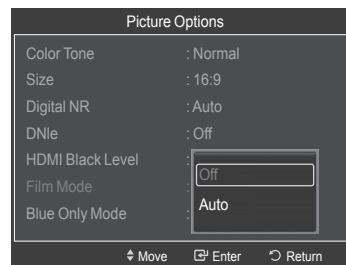 Picture Options
Color Tone : Normal
Size : 16:9
Digital NR : Auto
DNIe : Off
HDMI Black Level :
Off
Film Mode :
Auto
Blue Only Mode :
Move Enter Return